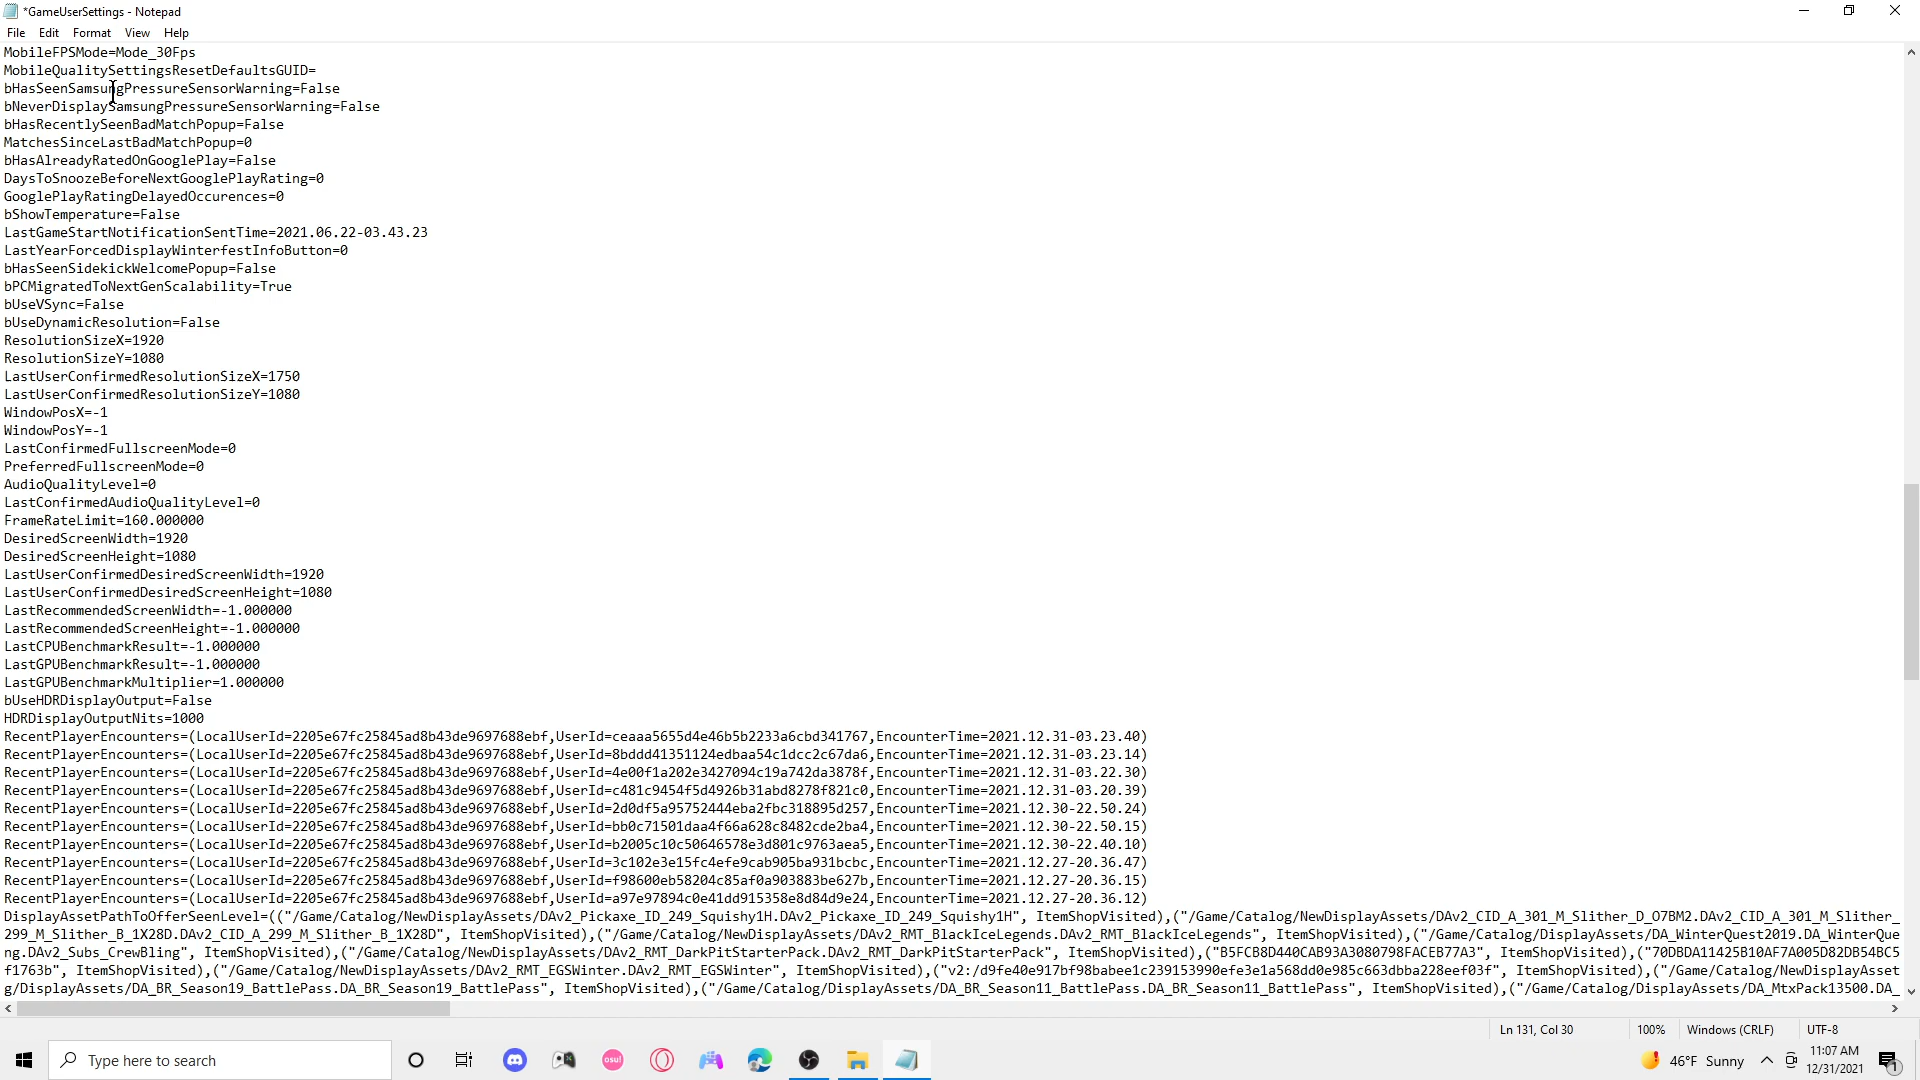 *GameUserSettings - Notepad
File Edit Format View Help
MobileFPSMode=Mode_30Fps
MobileQualitySettingsResetDefaultsGUID=
bHasSeenSamsungPressureSensorWarning=False
bNeverDisplaySamsungPressureSensorWarning=False
bHasRecentlySeenBadMatchPopup=False
MatchesSinceLastBadMatchPopup=0
bHasAlreadyRatedOnGooglePlay=False
DaysToSnoozeBeforeNextGooglePlayRating=0
GooglePlayRatingDelayedOccurences=0
bShowTemperature=False
LastGameStartNotificationSentTime=2021.06.22-03.43.23
LastYearForcedDisplayWinterfestInfoButton=0
bHasSeenSidekickWelcomePopup=False
bPCMigratedToNextGenScalability=True
bUseVSync=False
bUseDynamicResolution=False
ResolutionSizeX=1920
ResolutionSizeY=1080
LastUserConfirmedResolutionSizeX=1750
LastUserConfirmedResolutionSizeY=1080
WindowPosX=-1
WindowPosY=-1
LastConfirmedFullscreenMode=0
PreferredFullscreenMode=0
AudioQualityLevel=0
LastConfirmedAudioQualityLevel=0
FrameRateLimit=160.000000
DesiredScreenWidth=1920
DesiredScreenHeight=1080
LastUserConfirmedDesiredScreenWidth=1920
LastUserConfirmedDesiredScreenHeight=1080
LastRecommendedScreenWidth=-1.000000
LastRecommendedScreenHeight=-1.000000
LastCPUBenchmarkResult=-1.000000
LastGPUBenchmarkResult=-1.000000
LastGPUBenchmarkMultiplier=1.000000
bUseHDRDisplayOutput=False
HDRDisplayOutputNits=1000
RecentPlayerEncounters=(LocalUserId=2205e67fc25845ad8b43de9697688ebf,UserId=ceaaa5655d4e46b5b2233a6cbd341767,EncounterTime=2021.12.31-03.23.40)
RecentPlayerEncounters=(LocalUserId=2205e67fc25845ad8b43de9697688ebf,UserId=8bddd41351124edbaa54c1dcc2c67da6,EncounterTime=2021.12.31-03.23.14)
RecentPlayerEncounters=(LocalUserId=2205e67fc25845ad8b43de9697688ebf,UserId=4e00f1a202e3427094c19a742da3878f,EncounterTime=2021.12.31-03.22.30)
RecentPlayerEncounters=(LocalUserId=2205e67fc25845ad8b43de9697688ebf,UserId=c481c9454f5d4926b31abd8278f821c0,EncounterTime=2021.12.31-03.20.39)
RecentPlayerEncounters=(LocalUserId=2205e67fc25845ad8b43de9697688ebf,UserId=2d0df5a95752444eba2fbc318895d257,EncounterTime=2021.12.30-22.50.24)
RecentPlayerEncounters=(LocalUserId=2205e67fc25845ad8b43de9697688ebf,UserId=bb0c71501daa4f66a628c8482cde2ba4,EncounterTime=2021.12.30-22.50.15)
RecentPlayerEncounters=(LocalUserId=2205e67fc25845ad8b43de9697688ebf,UserId=b2005c10c50646578e3d801c9763aea5,EncounterTime=2021.12.30-22.40.10)
RecentPlayerEncounters=(LocalUserId=2205e67fc25845ad8b43de9697688ebf,UserId=3c102e3e15fc4efe9cab905ba931bcbc,EncounterTime=2021.12.27-20.36.47)
RecentPlayerEncounters=(LocalUserId=2205e67fc25845ad8b43de9697688ebf,UserId=f98600eb58204c85af0a903883be627b,EncounterTime=2021.12.27-20.36.15)
RecentPlayerEncounters=(LocalUserId=2205e67fc25845ad8b43de9697688ebf,UserId=a97e97894c0e41dd915358e8d84d9e24,EncounterTime=2021.12.27-20.36.12)
DisplayAssetPathToOfferSeenLevel=(("/Game/Catalog/NewDisplayAssets/DAv2_Pickaxe_ID_249_Squishy1H.DAv2_Pickaxe_ID_249_Squishy1H", ItemShopVisited),("/Game/Catalog/NewDisplayAssets/DAv2_CID_A_301_M_Slither_D_O7BM2.DAv2_CID_A_301_M_Slither_
299_M_Slither_B_1X28D.DAv2_CID_A_299_M_Slither_B_1X28D", ItemShopVisited),("/Game/Catalog/NewDisplayAssets/DAv2_RMT_BlackIceLegends.DAv2_RMT_BlackIceLegends", ItemShopVisited),("/Game/Catalog/DisplayAssets/DA_WinterQuest2019.DA_WinterQue
ng.DAv2_Subs_CrewBling", ItemShopVisited),("/Game/Catalog/NewDisplayAssets/DAv2_RMT_DarkPitStarterPack.DAv2_RMT_DarkPitStarterPack", ItemShopVisited),("B5FCB8D440CAB93A3080798FACEB77A3", ItemShopVisited),("70DBDA11425B10AF7A005D82DB54BC5
f1763b", ItemShopVisited),("/Game/Catalog/NewDisplayAssets/DAv2_RMT_EGSWinter.DAv2_RMT_EGSWinter", ItemShopVisited),("v2:/d9fe40e917bf98babee1c239153990efe3e1a568dd0e985c663dbba228eef03f", ItemShopVisited),("/Game/Catalog/NewDisplayAsset
g/DisplayAssets/DA_BR_Season19_BattlePass.DA_BR_Season19_BattlePass", ItemShopVisited),("/Game/Catalog/DisplayAssets/DA_BR_Season11_BattlePass.DA_BR_Season11_BattlePass", ItemShopVisited),("/Game/Catalog/DisplayAssets/DA_MtxPack13500.DA_
Ln 131, Col 30 100% Windows (CRLF) UTF-8
Type here to search osu! 46°F Sunny 11:07 AM
12/31/2021 1